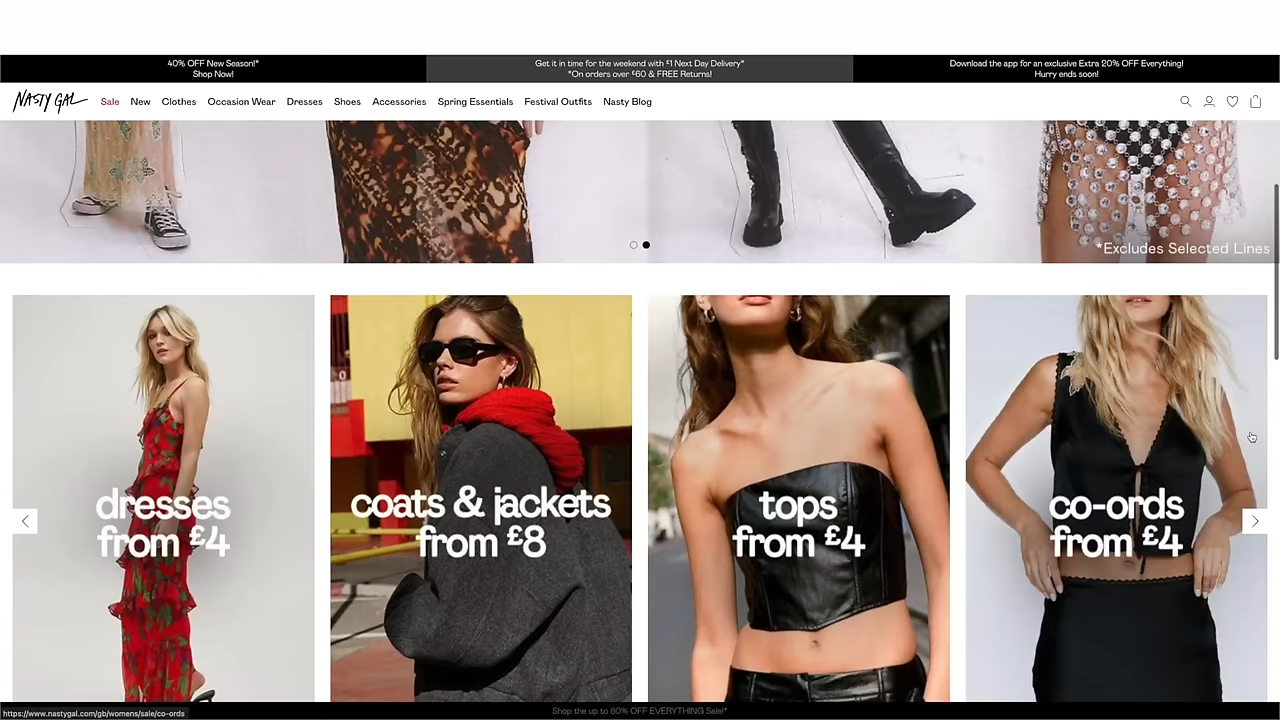 40% OFF New Season!*
Shop Now!
Get it in time for the weekend with £1 Next Day Delivery*
*On orders over £60 & FREE Returns!
Download the app for an exclusive Extra 20% OFF Everything!
Hurry ends soon!
NASTY GAL
Sale New Clothes Occasion Wear Dresses Shoes Accessories Spring Essentials Festival Outfits Nasty Blog
*Excludes Selected Lines
dresses
from £4
coats & jackets
from £8
tops
from £4
co-ords
from £4
Shop the up to 80% OFF EVERYTHING Sale!*
https://www.nastygal.com/gb/womens/sale/co-ords